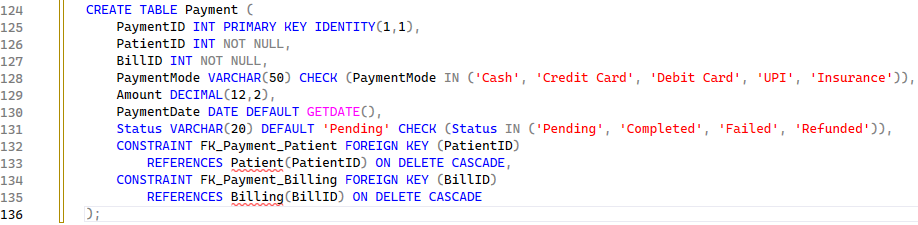 124 CREATE TABLE Payment (
125 PaymentID INT PRIMARY KEY IDENTITY(1,1),
126 PatientID INT NOT NULL,
127 BillID INT NOT NULL,
128 PaymentMode VARCHAR(50) CHECK (PaymentMode IN ('Cash', 'Credit Card', 'Debit Card', 'UPI', 'Insurance')),
129 Amount DECIMAL(12,2),
130 PaymentDate DATE DEFAULT GETDATE(),
131 Status VARCHAR(20) DEFAULT 'Pending' CHECK (Status IN ('Pending', 'Completed', 'Failed', 'Refunded')),
132 CONSTRAINT FK_Payment_Patient FOREIGN KEY (PatientID)
133 REFERENCES Patient(PatientID) ON DELETE CASCADE,
134 CONSTRAINT FK_Payment_Billing FOREIGN KEY (BillID)
135 REFERENCES Billing(BillID) ON DELETE CASCADE
136 );